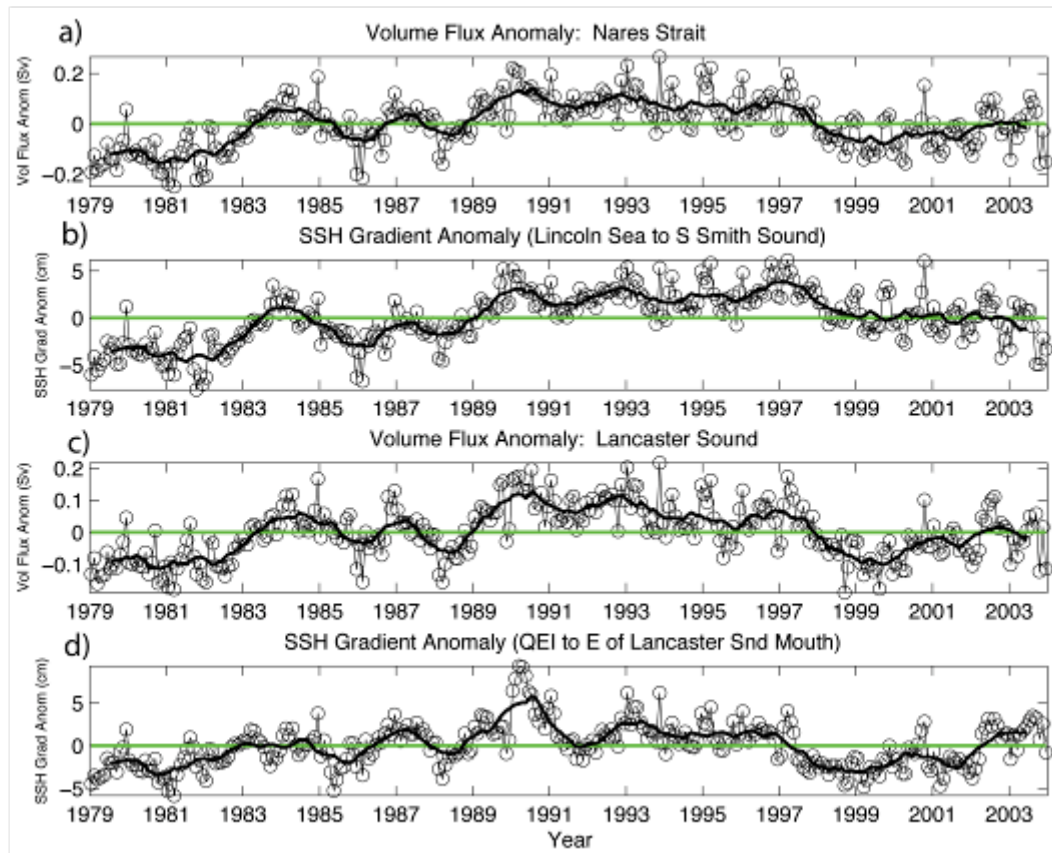 a)
Volume Flux Anomaly: Nares Strait
Vol Flux Anom (Sv)
0.2
0
−0.2
1979 1981 1983 1985 1987 1989 1991 1993 1995 1997 1999 2001 2003
b)
SSH Gradient Anomaly (Lincoln Sea to S Smith Sound)
SSH Grad Anom (cm)
5
0
−5
1979 1981 1983 1985 1987 1989 1991 1993 1995 1997 1999 2001 2003
c)
Volume Flux Anomaly: Lancaster Sound
Vol Flux Anom (Sv)
0.2
0.1
0
−0.1
1979 1981 1983 1985 1987 1989 1991 1993 1995 1997 1999 2001 2003
d)
SSH Gradient Anomaly (QEI to E of Lancaster Snd Mouth)
SSH Grad Anom (cm)
5
0
−5
1979 1981 1983 1985 1987 1989 1991 1993 1995 1997 1999 2001 2003
Year